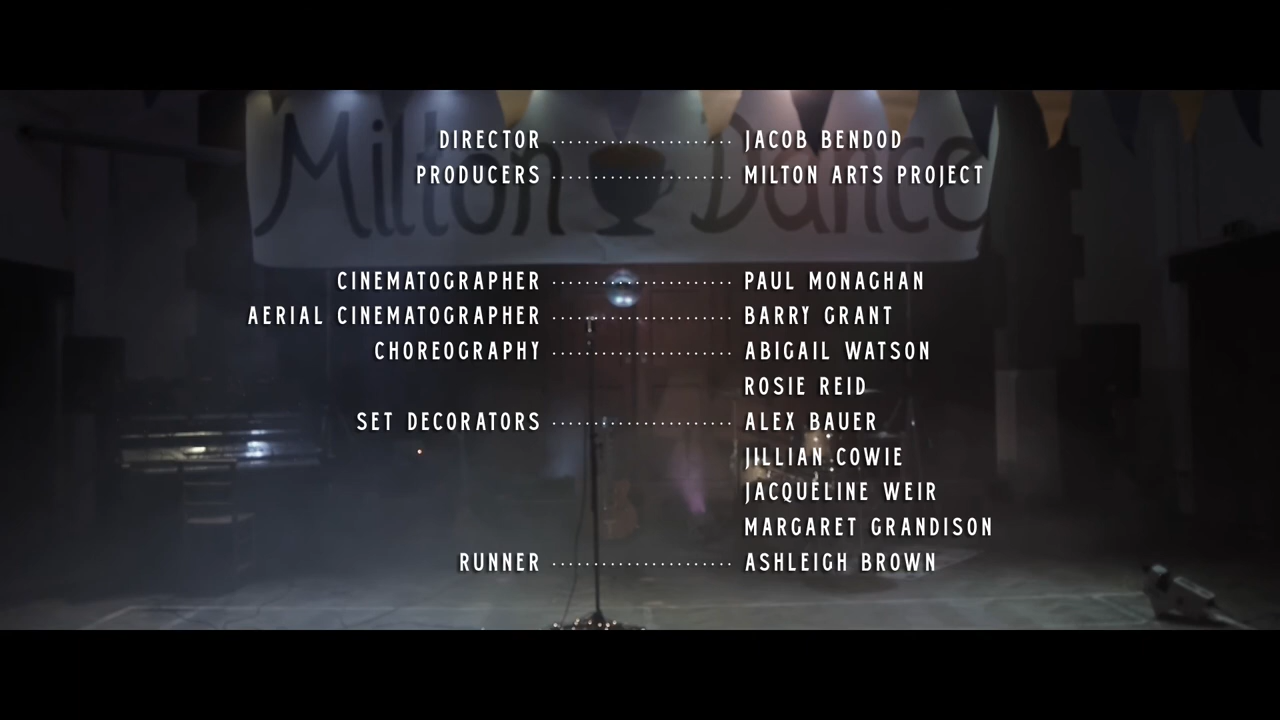 Milton Dance
DIRECTOR ...................... JACOB BENDOD
PRODUCERS ...................... MILTON ARTS PROJECT
CINEMATOGRAPHER ...................... PAUL MONAGHAN
AERIAL CINEMATOGRAPHER ...................... BARRY GRANT
CHOREOGRAPHY ...................... ABIGAIL WATSON
ROSIE REID
SET DECORATORS ...................... ALEX BAUER
JILLIAN COWIE
JACQUELINE WEIR
MARGARET GRANDISON
RUNNER ...................... ASHLEIGH BROWN